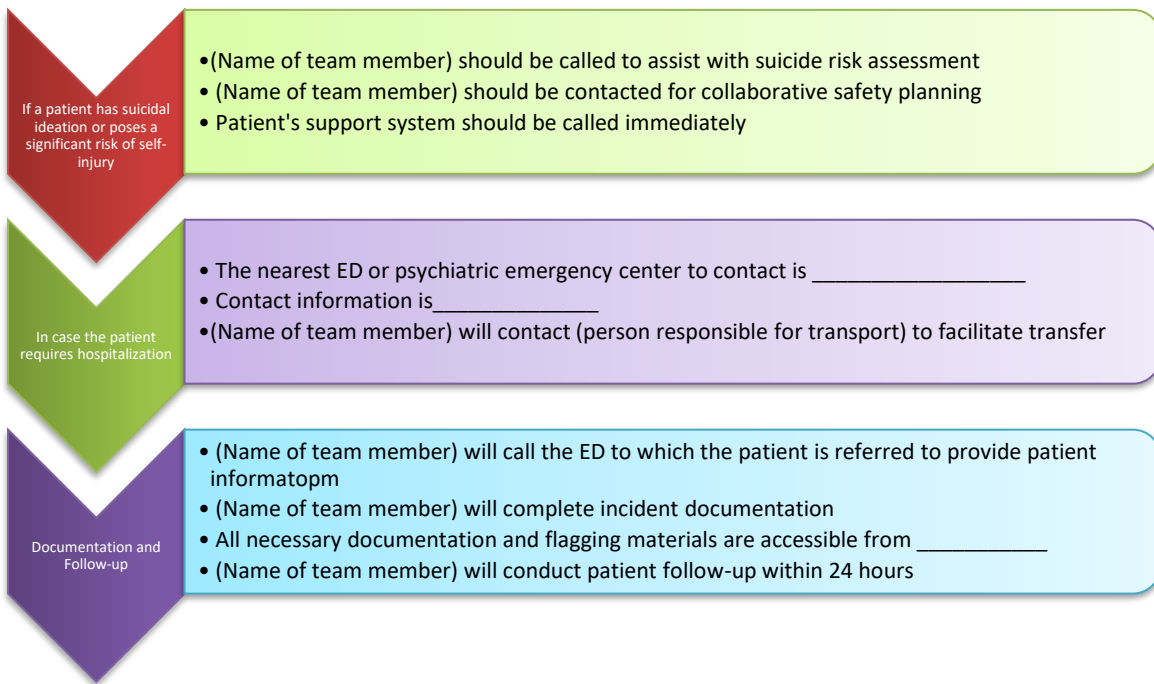 If a patient has suicidal
ideation or poses a
significant risk of self-
injury
•(Name of team member) should be called to assist with suicide risk assessment
• (Name of team member) should be contacted for collaborative safety planning
• Patient's support system should be called immediately
In case the patient
requires hospitalization
• The nearest ED or psychiatric emergency center to contact is ___________________
• Contact information is_______________
•(Name of team member) will contact (person responsible for transport) to facilitate transfer
Documentation and
Follow-up
• (Name of team member) will call the ED to which the patient is referred to provide patient
informatopm
• (Name of team member) will complete incident documentation
• All necessary documentation and flagging materials are accessible from ___________
• (Name of team member) will conduct patient follow-up within 24 hours